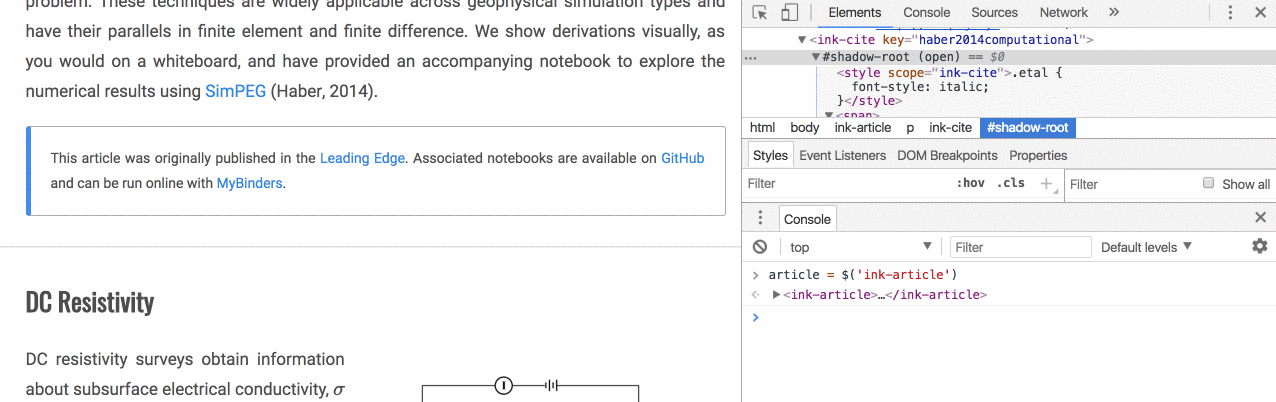 problem. These techniques are widely applicable across geophysical simulation types and
have their parallels in finite element and finite difference. We show derivations visually, as
you would on a whiteboard, and have provided an accompanying notebook to explore the
numerical results using SimPEG (Haber, 2014).
This article was originally published in the Leading Edge. Associated notebooks are available on GitHub
and can be run online with MyBinders.
DC Resistivity
DC resistivity surveys obtain information
about subsurface electrical conductivity, σ
I
Elements Console Sources Network »
▼<ink-cite key="haber2014computational">
… ▼#shadow-root (open) == $0
<style scope="ink-cite">.etal {
font-style: italic;
}</style>
▼<span>
html body ink-article p ink-cite #shadow-root
Styles Event Listeners DOM Breakpoints Properties
Filter :hov .cls + Filter Show all
Console
top ▼ Filter Default levels ▼
> article = $('ink-article')
▶<ink-article>…</ink-article>
>